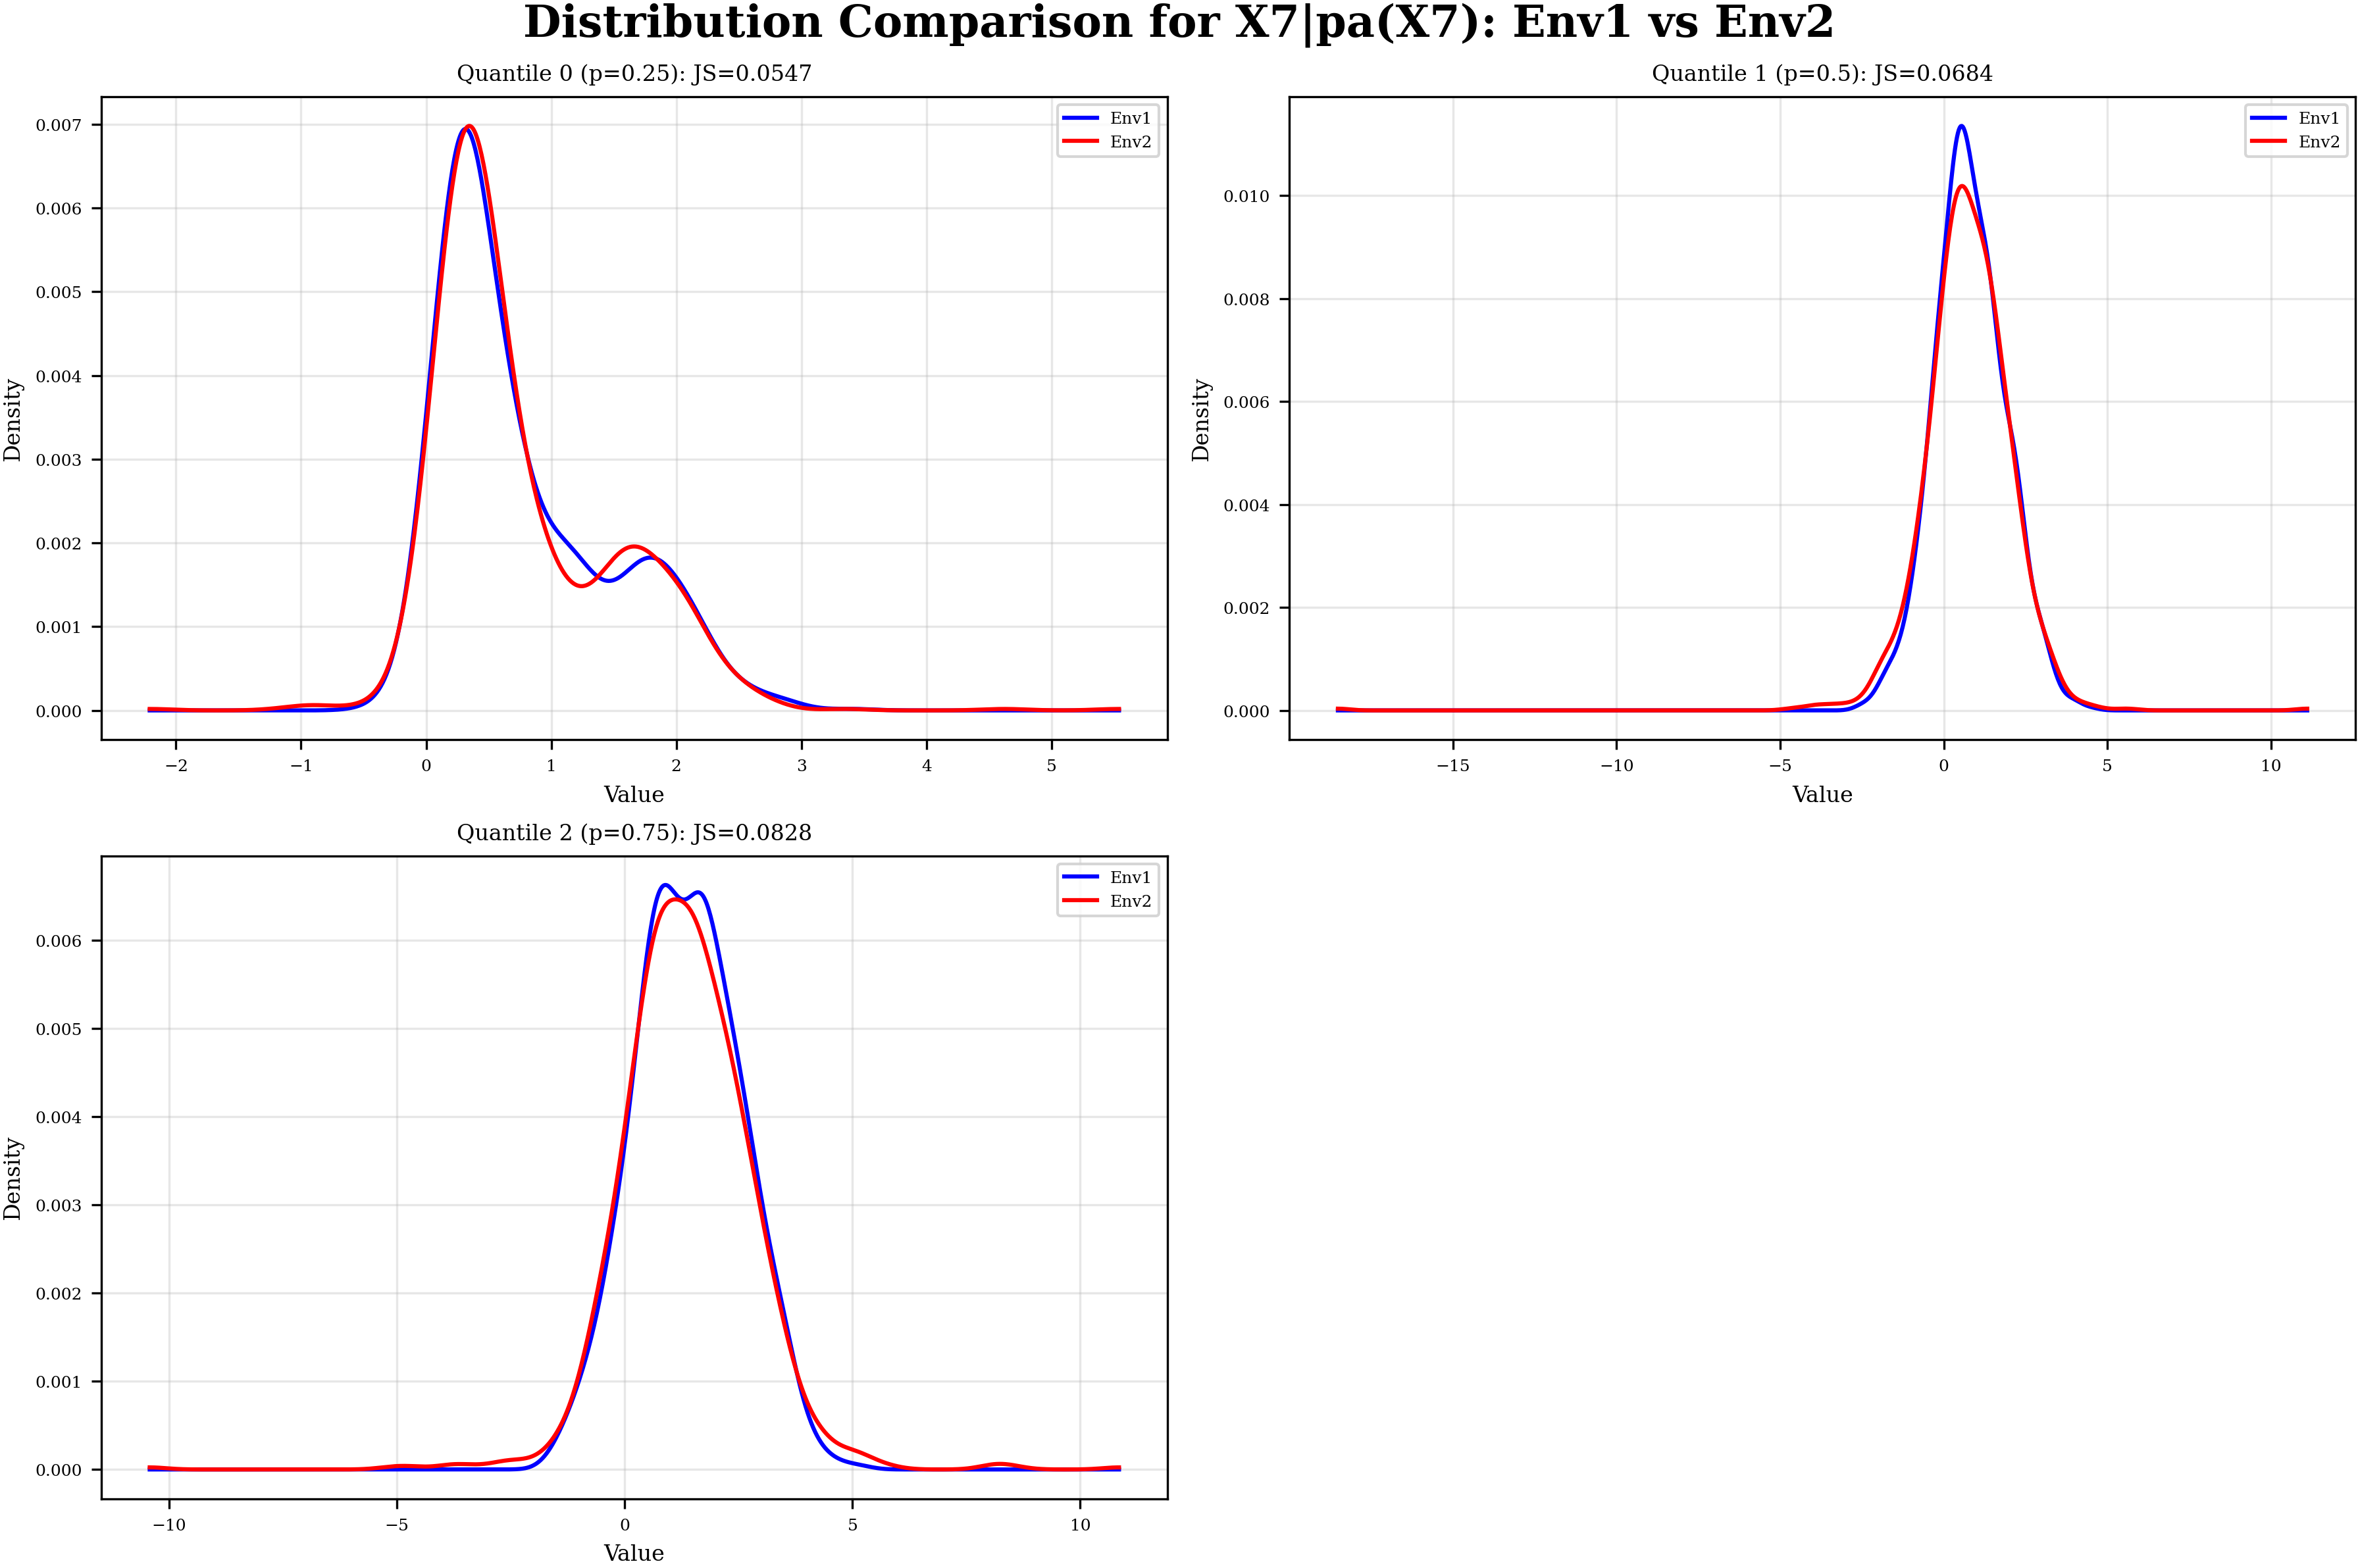 Distribution Comparison for X7|pa(X7): Env1 vs Env2
Quantile 0 (p=0.25): JS=0.0547
Env1
Env2
0.007
0.006
0.005
0.004
0.003
0.002
0.001
0.000
Density
−2
−1
0
1
2
3
4
5
Value
Quantile 1 (p=0.5): JS=0.0684
Env1
Env2
0.010
0.008
0.006
0.004
0.002
0.000
Density
−15
−10
−5
0
5
10
Value
Quantile 2 (p=0.75): JS=0.0828
Env1
Env2
0.006
0.005
0.004
0.003
0.002
0.001
0.000
Density
−10
−5
0
5
10
Value